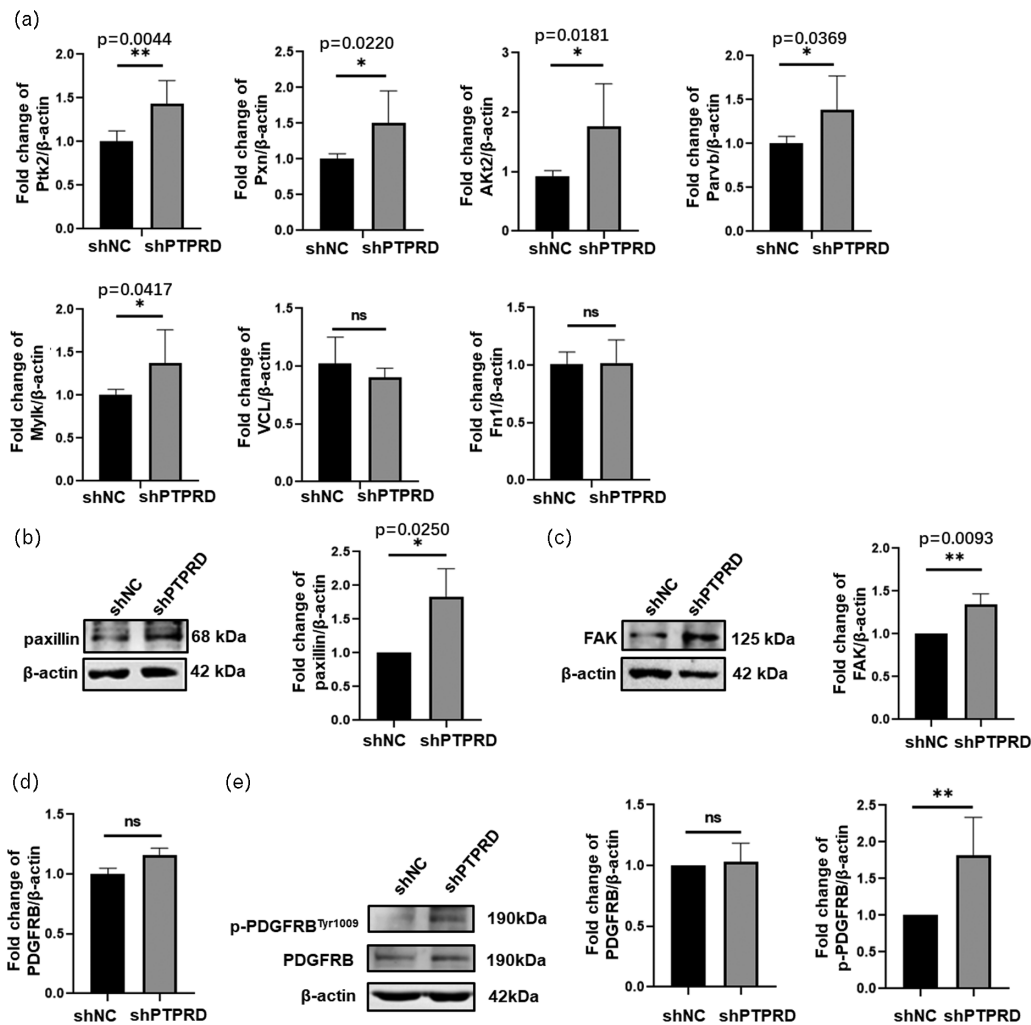 (a)
p=0.0044
**
Fold change of
Ptk2/β-actin
2.0
1.5
1.0
0.5
0.0
shNC shPTPRD
p=0.0220
*
Fold change of
Pxn/β-actin
2.5
2.0
1.5
1.0
0.5
0.0
shNC shPTPRD
p=0.0181
*
Fold change of
AKt2/β-actin
3
2
1
0
shNC shPTPRD
p=0.0369
*
Fold change of
Parvb/β-actin
2.0
1.5
1.0
0.5
0.0
shNC shPTPRD
p=0.0417
*
Fold change of
Mylk/β-actin
2.0
1.5
1.0
0.5
0.0
shNC shPTPRD
ns
Fold change of
VCL/β-actin
1.5
1.0
0.5
0.0
shNC shPTPRD
ns
Fold change of
Fn1/β-actin
1.5
1.0
0.5
0.0
shNC shPTPRD
(b)
shNC shPTPRD
paxillin 68 kDa
β-actin 42 kDa
p=0.0250
*
Fold change of
paxillin/β-actin
2.5
2.0
1.5
1.0
0.5
0.0
shNC shPTPRD
(c)
shNC shPTPRD
FAK 125 kDa
β-actin 42 kDa
p=0.0093
**
Fold change of
FAK/β-actin
2.0
1.5
1.0
0.5
0.0
shNC shPTPRD
(d)
ns
Fold change of
PDGFRB/β-actin
1.5
1.0
0.5
0.0
shNC shPTPRD
(e)
shNC shPTPRD
p-PDGFRBTyr1009 190kDa
PDGFRB 190kDa
β-actin 42kDa
ns
Fold change of
PDGFRB/β-actin
1.5
1.0
0.5
0.0
shNC shPTPRD
**
Fold change of
p-PDGFRB/β-actin
2.5
2.0
1.5
1.0
0.5
0.0
shNC shPTPRD